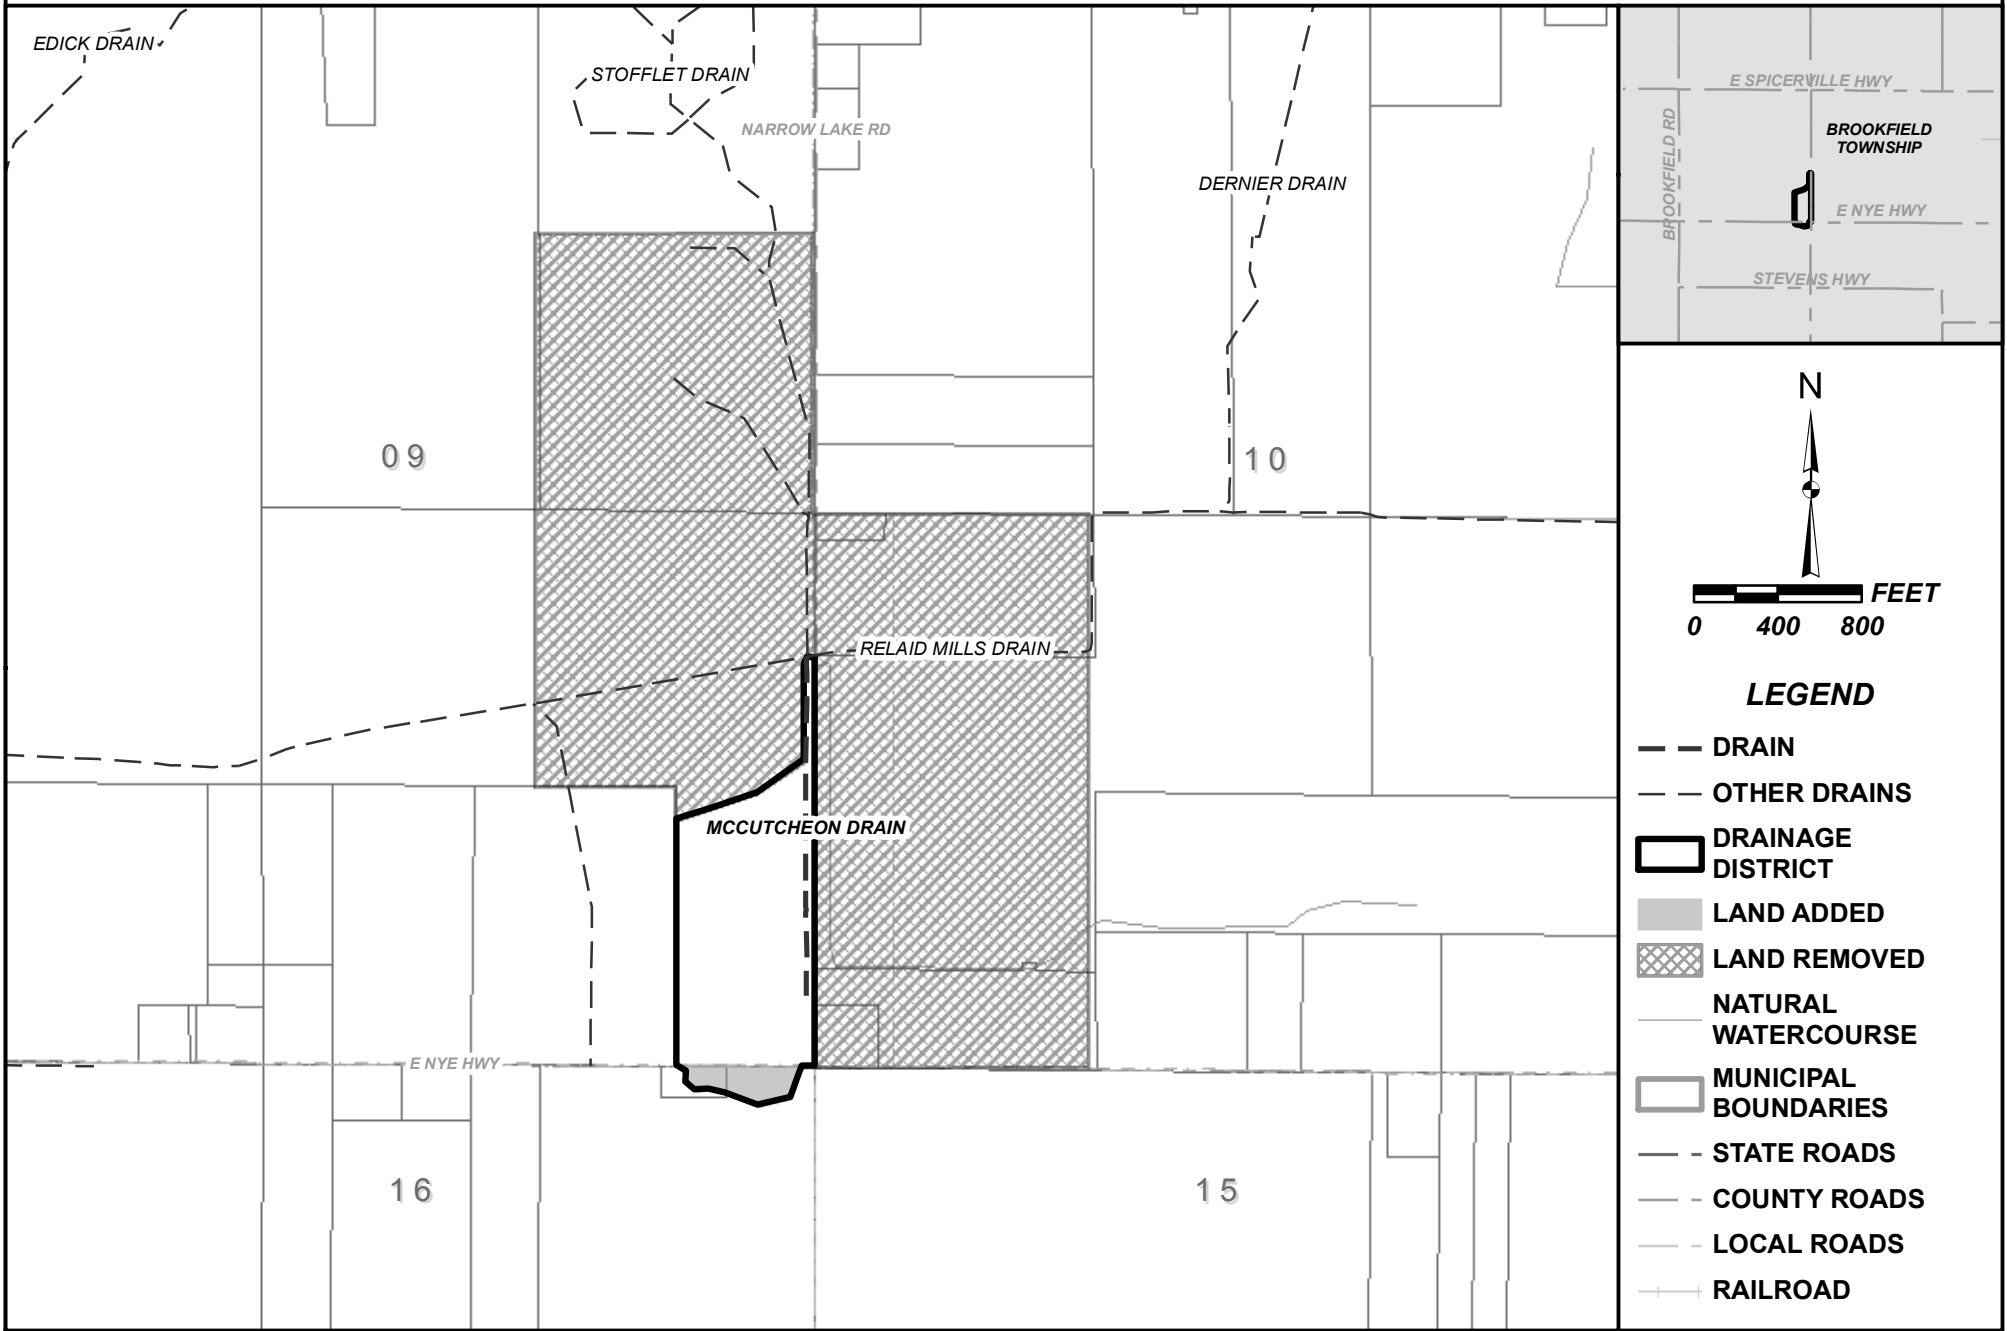 EDICK DRAIN
STOFFLET DRAIN
NARROW LAKE RD
DERNIER DRAIN
09
10
RELAID MILLS DRAIN
MCCUTCHEON DRAIN
E NYE HWY
16
15
E SPICERVILLE HWY
BROOKFIELD RD
BROOKFIELD
TOWNSHIP
E NYE HWY
STEVENS HWY
N
FEET
0 400 800
LEGEND
DRAIN
OTHER DRAINS
DRAINAGE
DISTRICT
LAND ADDED
LAND REMOVED
NATURAL
WATERCOURSE
MUNICIPAL
BOUNDARIES
STATE ROADS
COUNTY ROADS
LOCAL ROADS
RAILROAD